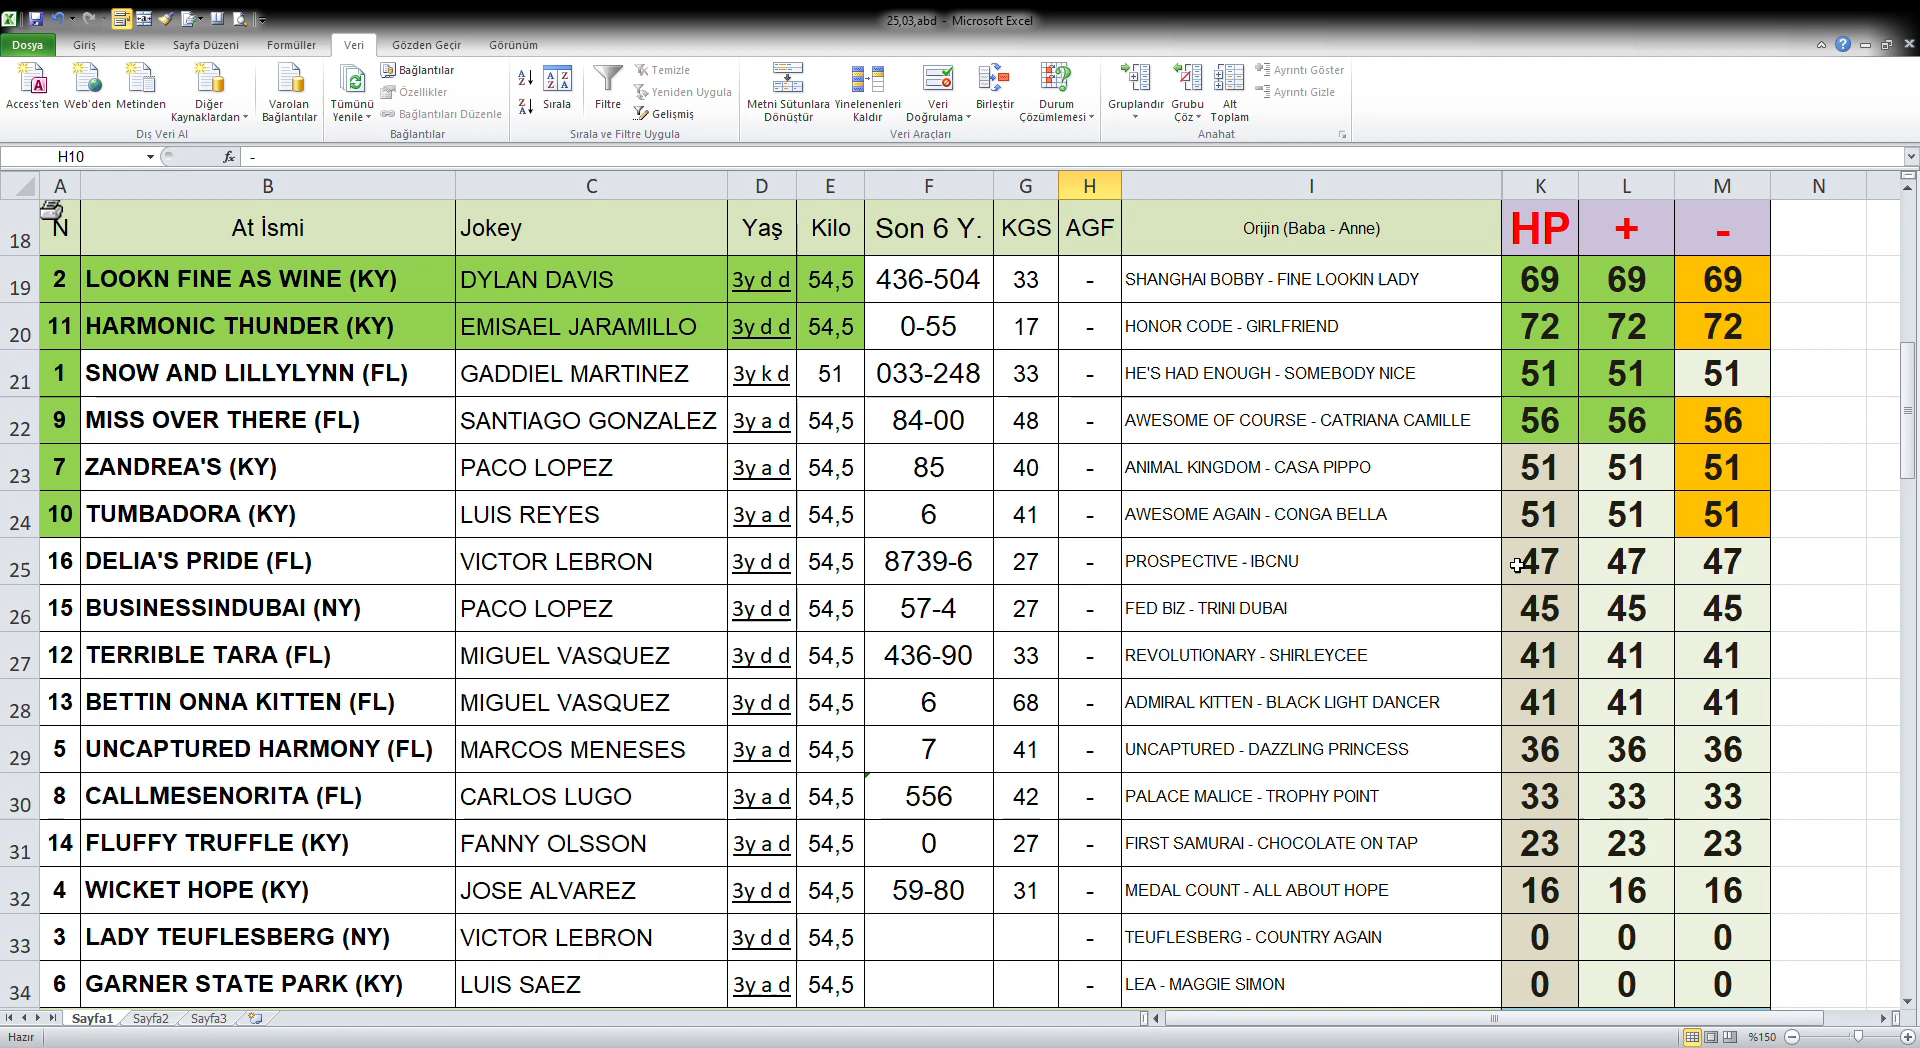 25,03,abd - Microsoft Excel
Dosya Giriş Ekle Sayfa Düzeni Formüller Veri Gözden Geçir Görünüm
Access'ten Web'den Metinden Diğer Kaynaklardan Varolan Bağlantılar Tümünü Yenile Bağlantılar Özellikler Bağlantıları Düzenle Sırala Filtre Temizle Yeniden Uygula Gelişmiş Metni Sütunlara Dönüştür Yinelenenleri Kaldır Veri Doğrulama Birleştir Durum Çözümlemesi Gruplandır Grubu Çöz Alt Toplam Ayrıntı Göster Ayrıntı Gizle
Dış Veri Al Bağlantılar Sırala ve Filtre Uygula Veri Araçları Anahat
H10 fx -
A B C D E F G H I K L M N
18 N At İsmi Jokey Yaş Kilo Son 6 Y. KGS AGF Orijin (Baba - Anne) HP + -
19 2 LOOKN FINE AS WINE (KY) DYLAN DAVIS 3y d d 54,5 436-504 33 - SHANGHAI BOBBY - FINE LOOKIN LADY 69 69 69
20 11 HARMONIC THUNDER (KY) EMISAEL JARAMILLO 3y d d 54,5 0-55 17 - HONOR CODE - GIRLFRIEND 72 72 72
21 1 SNOW AND LILLYLYNN (FL) GADDIEL MARTINEZ 3y k d 51 033-248 33 - HE'S HAD ENOUGH - SOMEBODY NICE 51 51 51
22 9 MISS OVER THERE (FL) SANTIAGO GONZALEZ 3y a d 54,5 84-00 48 - AWESOME OF COURSE - CATRIANA CAMILLE 56 56 56
23 7 ZANDREA'S (KY) PACO LOPEZ 3y a d 54,5 85 40 - ANIMAL KINGDOM - CASA PIPPO 51 51 51
24 10 TUMBADORA (KY) LUIS REYES 3y a d 54,5 6 41 - AWESOME AGAIN - CONGA BELLA 51 51 51
25 16 DELIA'S PRIDE (FL) VICTOR LEBRON 3y d d 54,5 8739-6 27 - PROSPECTIVE - IBCNU 47 47 47
26 15 BUSINESSINDUBAI (NY) PACO LOPEZ 3y d d 54,5 57-4 27 - FED BIZ - TRINI DUBAI 45 45 45
27 12 TERRIBLE TARA (FL) MIGUEL VASQUEZ 3y d d 54,5 436-90 33 - REVOLUTIONARY - SHIRLEYCEE 41 41 41
28 13 BETTIN ONNA KITTEN (FL) MIGUEL VASQUEZ 3y d d 54,5 6 68 - ADMIRAL KITTEN - BLACK LIGHT DANCER 41 41 41
29 5 UNCAPTURED HARMONY (FL) MARCOS MENESES 3y a d 54,5 7 41 - UNCAPTURED - DAZZLING PRINCESS 36 36 36
30 8 CALLMESENORITA (FL) CARLOS LUGO 3y a d 54,5 556 42 - PALACE MALICE - TROPHY POINT 33 33 33
31 14 FLUFFY TRUFFLE (KY) FANNY OLSSON 3y a d 54,5 0 27 - FIRST SAMURAI - CHOCOLATE ON TAP 23 23 23
32 4 WICKET HOPE (KY) JOSE ALVAREZ 3y d d 54,5 59-80 31 - MEDAL COUNT - ALL ABOUT HOPE 16 16 16
33 3 LADY TEUFLESBERG (NY) VICTOR LEBRON 3y d d 54,5 - TEUFLESBERG - COUNTRY AGAIN 0 0 0
34 6 GARNER STATE PARK (KY) LUIS SAEZ 3y a d 54,5 - LEA - MAGGIE SIMON 0 0 0
Sayfa1 Sayfa2 Sayfa3
Hazır %150